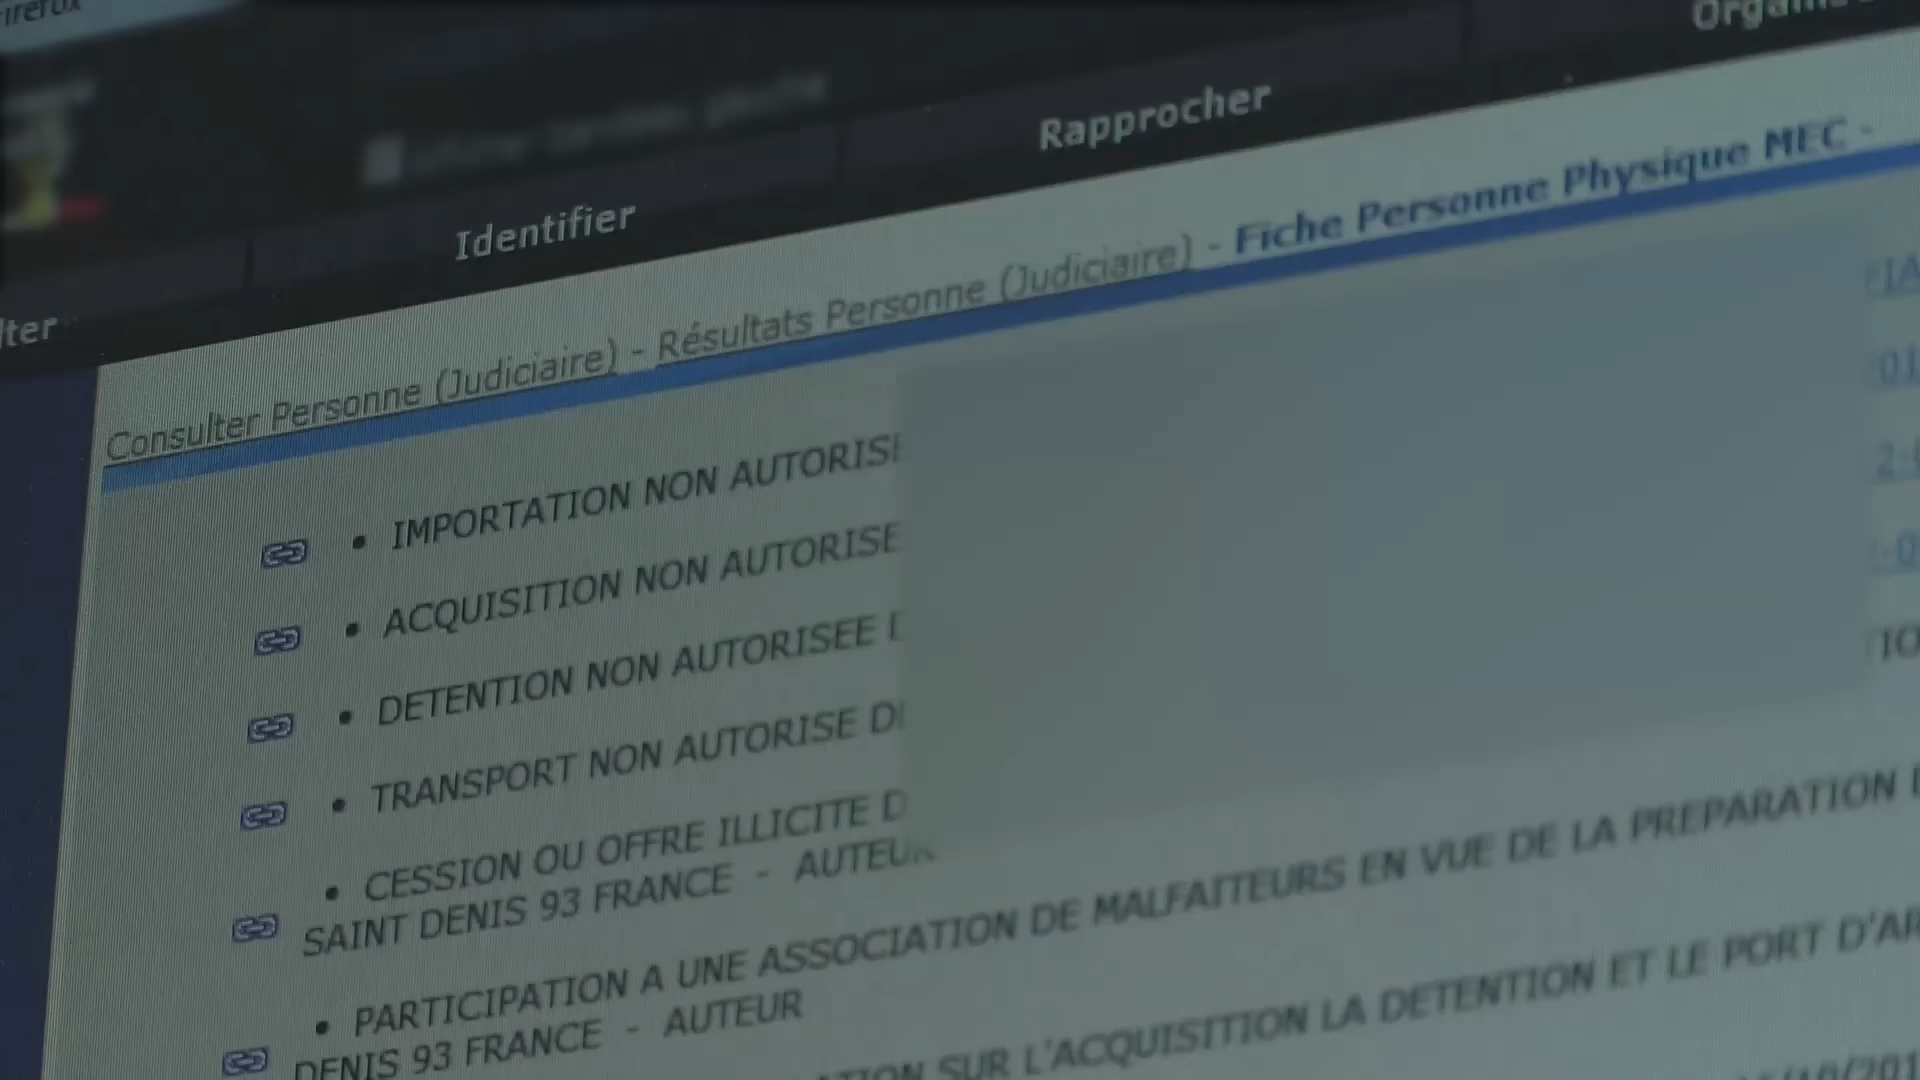 Rapprocher
Identifier
Consulter Personne (Judiciaire) - Résultats Personne (Judiciaire) - Fiche Personne Physique MEC -
• IMPORTATION NON AUTORISE
• ACQUISITION NON AUTORISE
• DETENTION NON AUTORISEE
• TRANSPORT NON AUTORISE
• CESSION OU OFFRE ILLICITE
SAINT DENIS 93 FRANCE - AUTEUR
• PARTICIPATION A UNE ASSOCIATION DE MALFAITEURS EN VUE DE LA PREPARATION
DENIS 93 FRANCE - AUTEUR
SUR L'ACQUISITION LA DETENTION ET LE PORT